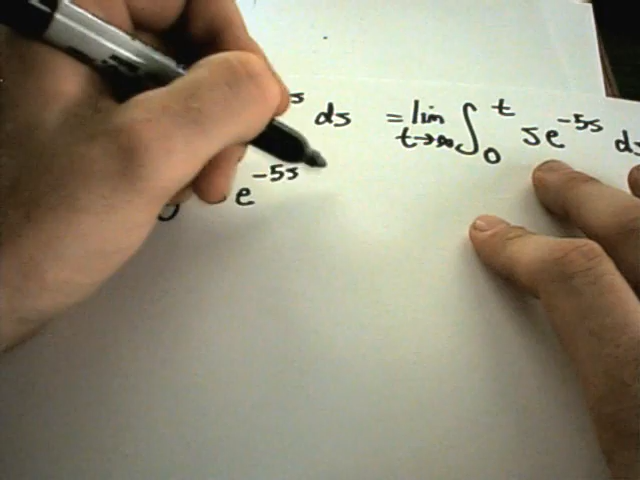 s ds = lim t→∞ ∫₀ᵗ se⁻⁵ˢ ds
e⁻⁵ˢ